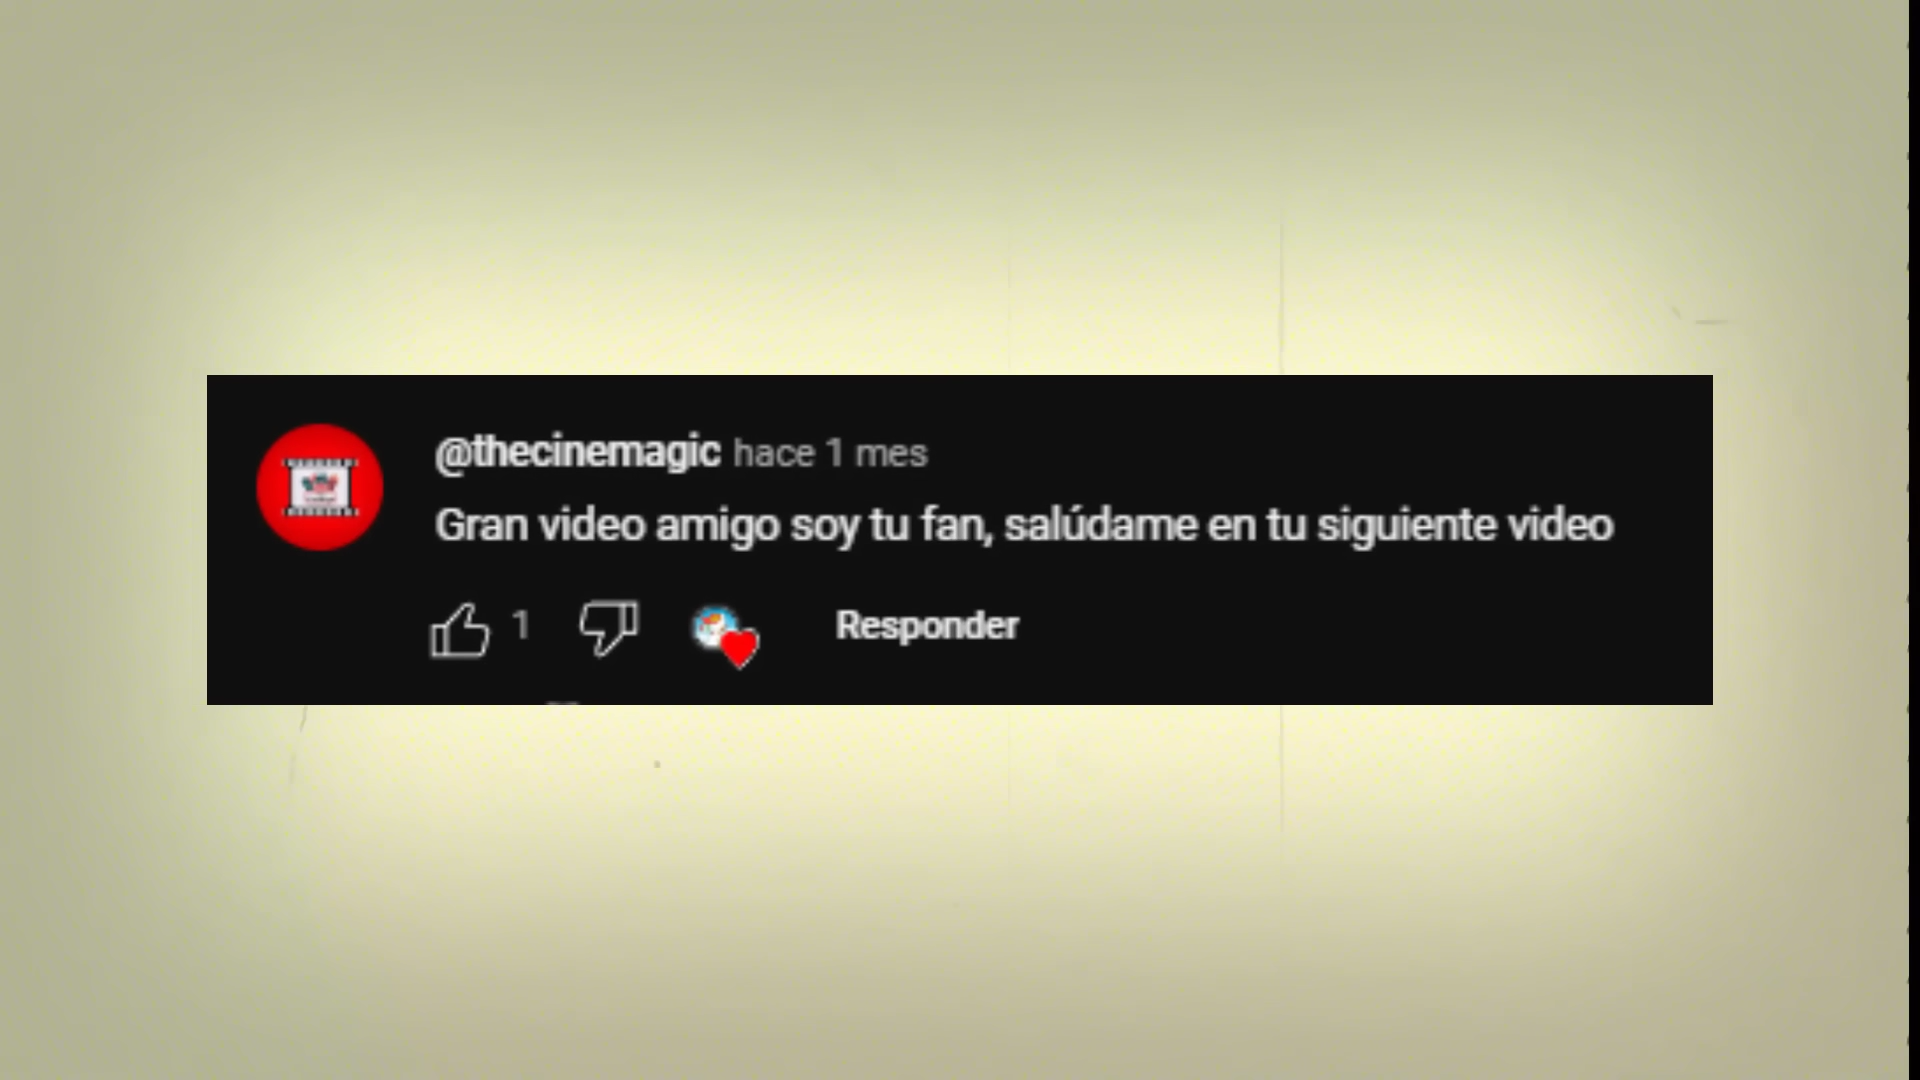 @thecinemagic hace 1 mes
Gran video amigo soy tu fan, salúdame en tu siguiente video
1 Responder